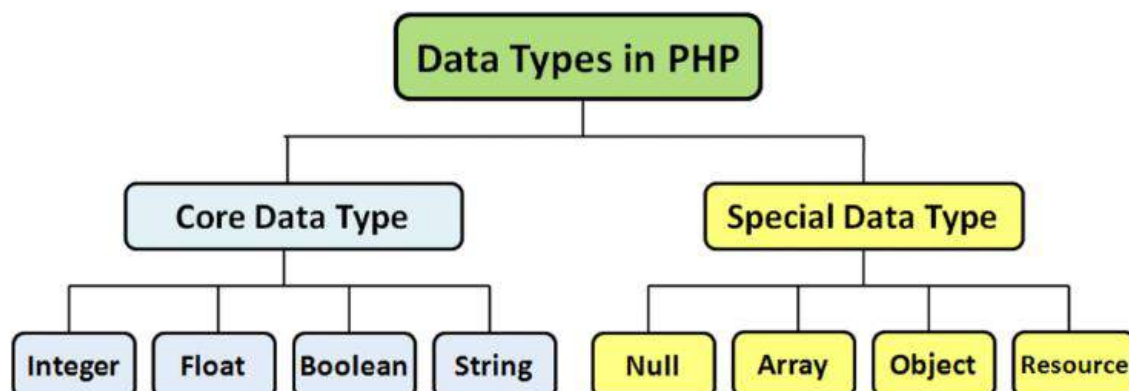 Data Types in PHP
Core Data Type
Special Data Type
Integer
Float
Boolean
String
Null
Array
Object
Resource